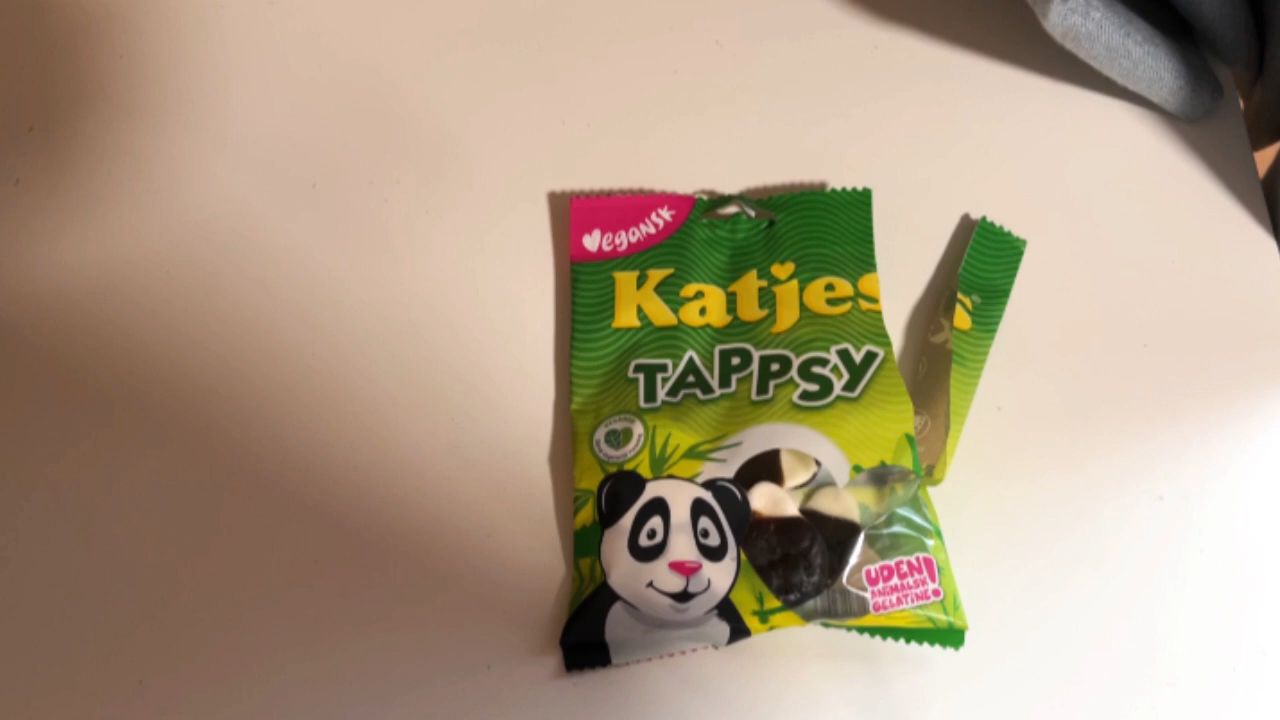 Vegansk
Katjes
s
TAPPSY
UDEN
ANIMALSK
GELATINE!